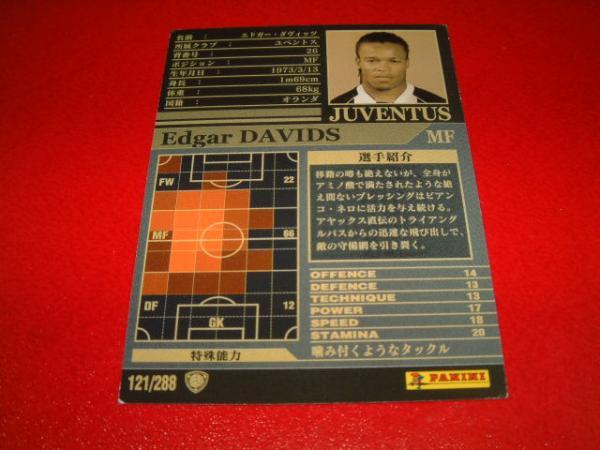 名前 : エドガー・ダヴィッツ
所属クラブ : ユベントス
背番号 : 26
ポジション : MF
生年月日 : 1973/3/13
身長 : 1m69cm
体重 : 68kg
国籍 : オランダ
JUVENTUS
Edgar DAVIDS
MF
FW 22
MF 66
DF 12
GK
選手紹介
移籍の噂も絶えないが、全身が
アミノ酸で満たされたような絶
え間ないプレッシングはビアン
コ・ネロに活力を与え続ける。
アヤックス直伝のトライアング
ルパスからの迅速な飛び出しで、
敵の守備網を引き裂く。
OFFENCE 14
DEFENCE 13
TECHNIQUE 13
POWER 17
SPEED 18
STAMINA 20
特殊能力
噛み付くようなタックル
121/288
PANINI